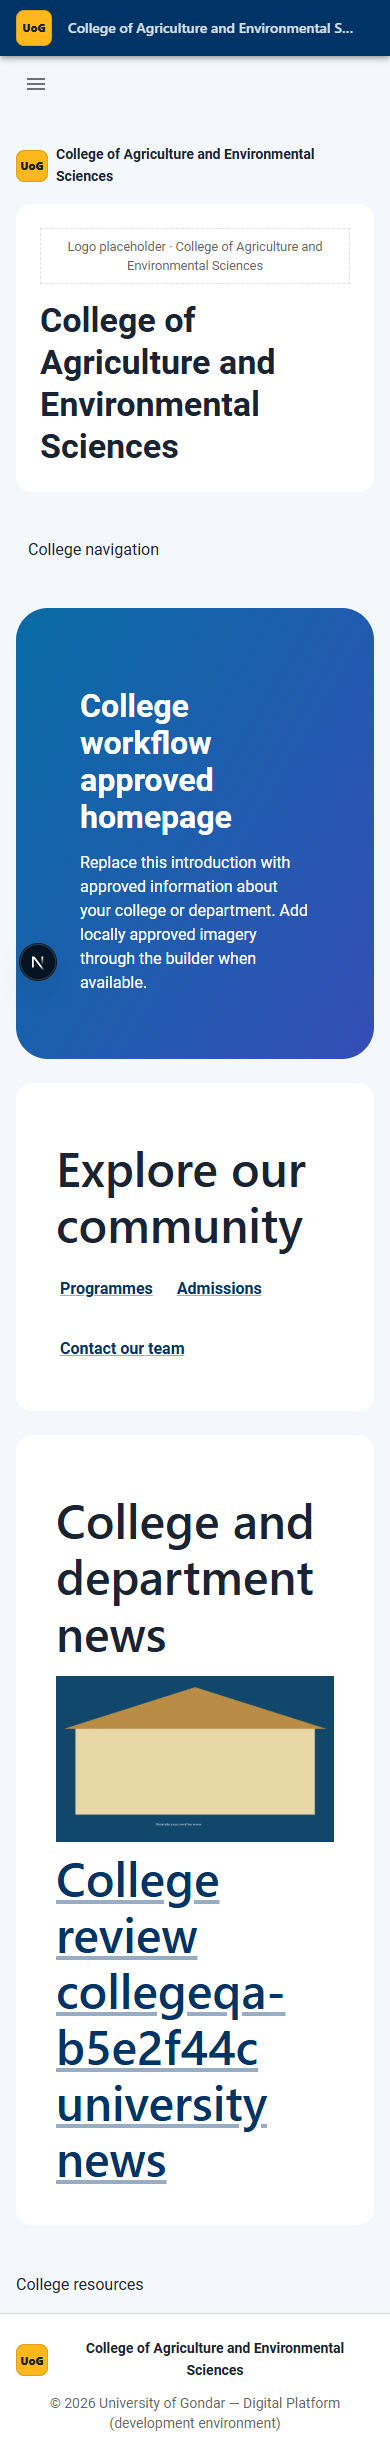 UoG
College of Agriculture and Environmental S...
UoG
College of Agriculture and Environmental
Sciences
Logo placeholder · College of Agriculture and
Environmental Sciences
College of
Agriculture and
Environmental
Sciences
College navigation
College
workflow
approved
homepage
Replace this introduction with
approved information about
your college or department. Add
locally approved imagery
through the builder when
available.
N
Explore our
community
Programmes Admissions
Contact our team
College and
department
news
College
review
collegeqa-
b5e2f44c
university
news
College resources
UoG
College of Agriculture and Environmental
Sciences
© 2026 University of Gondar — Digital Platform
(development environment)